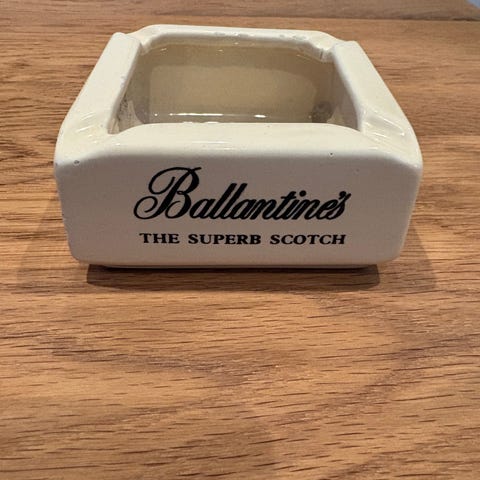 Ballantine's
THE SUPERB SCOTCH